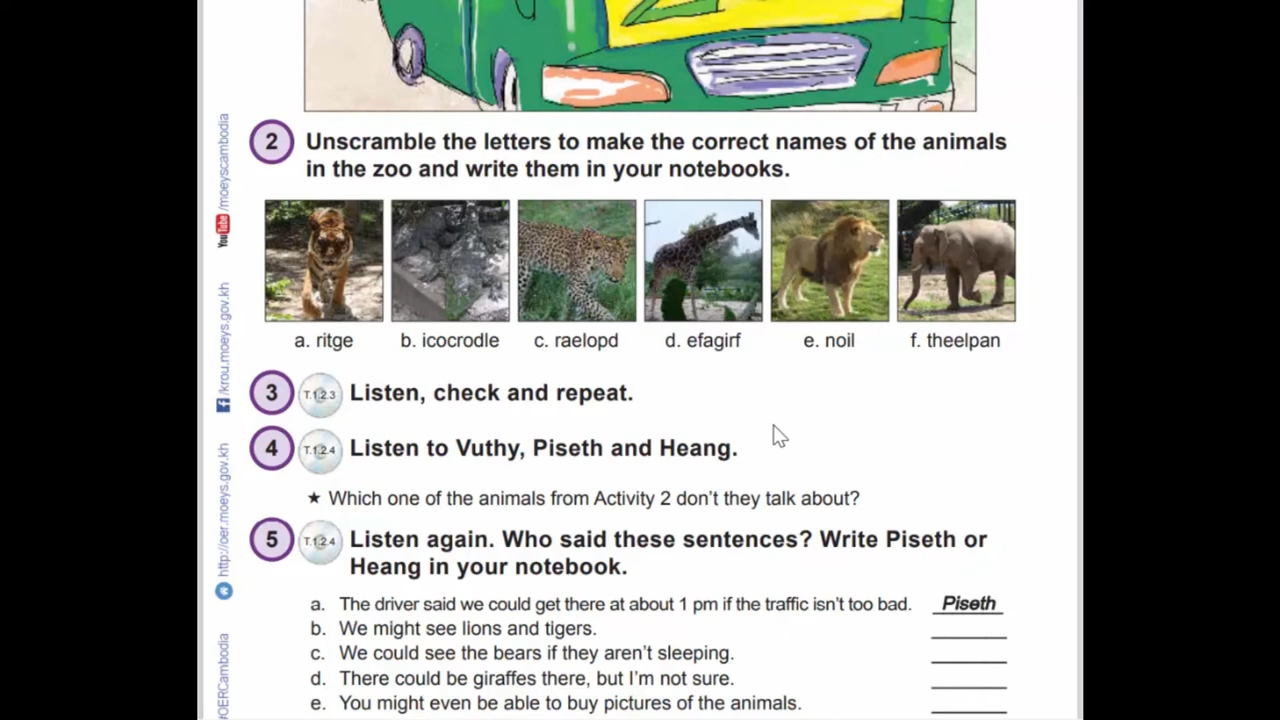 2 Unscramble the letters to make the correct names of the animals
in the zoo and write them in your notebooks.
a. ritge b. icocrodle c. raelopd d. efagirf e. noil f. theelpan
3 T.1.2.3 Listen, check and repeat.
4 T.1.2.4 Listen to Vuthy, Piseth and Heang.
★ Which one of the animals from Activity 2 don't they talk about?
5 T.1.2.4 Listen again. Who said these sentences? Write Piseth or
Heang in your notebook.
a. The driver said we could get there at about 1 pm if the traffic isn't too bad. Piseth
b. We might see lions and tigers.
c. We could see the bears if they aren't sleeping.
d. There could be giraffes there, but I'm not sure.
e. You might even be able to buy pictures of the animals.
YouTube /moeyscambodia
f /krou.moeys.gov.kh
http://oer.moeys.gov.kh
#OERCambodia